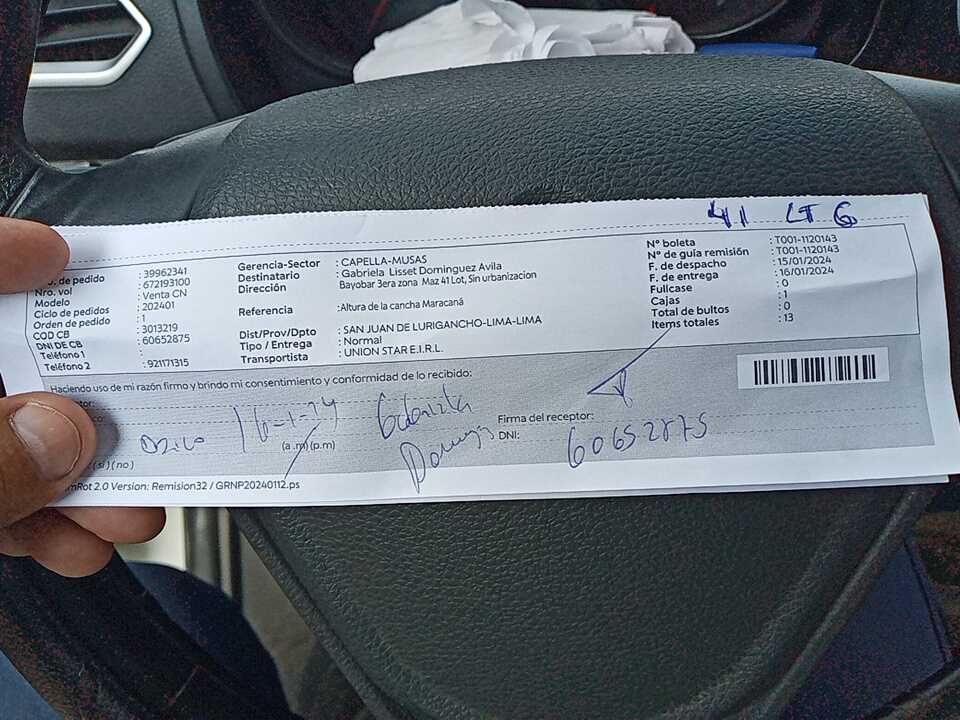 41 LT 6
. de pedido : 39962341
Nro. vol : 672193100
Modelo : Venta CN
Ciclo de pedidos : 202401
Orden de pedido : 1
COD CB : 3013219
DNI DE CB : 60652875
Teléfono 1 :
Teléfono 2 : 921171315
Gerencia-Sector : CAPELLA-MUSAS
Destinatario : Gabriela Lisset Dominguez Avila
Dirección Bayobar 3era zona Maz 41 Lot, Sin urbanizacion
Referencia : Altura de la cancha Maracaná
Dist/Prov/Dpto : SAN JUAN DE LURIGANCHO-LIMA-LIMA
Tipo / Entrega : Normal
Transportista : UNION STAR E.I.R.L.
Nº boleta : T001-1120143
Nº de guía remisión : T001-1120143
F. de despacho : 15/01/2024
F. de entrega : 16/01/2024
Fullcase : 0
Cajas : 1
Total de bultos : 0
Items totales : 13
Haciendo uso de mi razón firmo y brindo mi consentimiento y conformidad de lo recibido:
ptor:
16-1-24
(a.m)(p.m)
Firma del receptor:
DNI: 60652875
(si)(no)
mRot 2.0 Version: Remision32 / GRNP20240112.ps